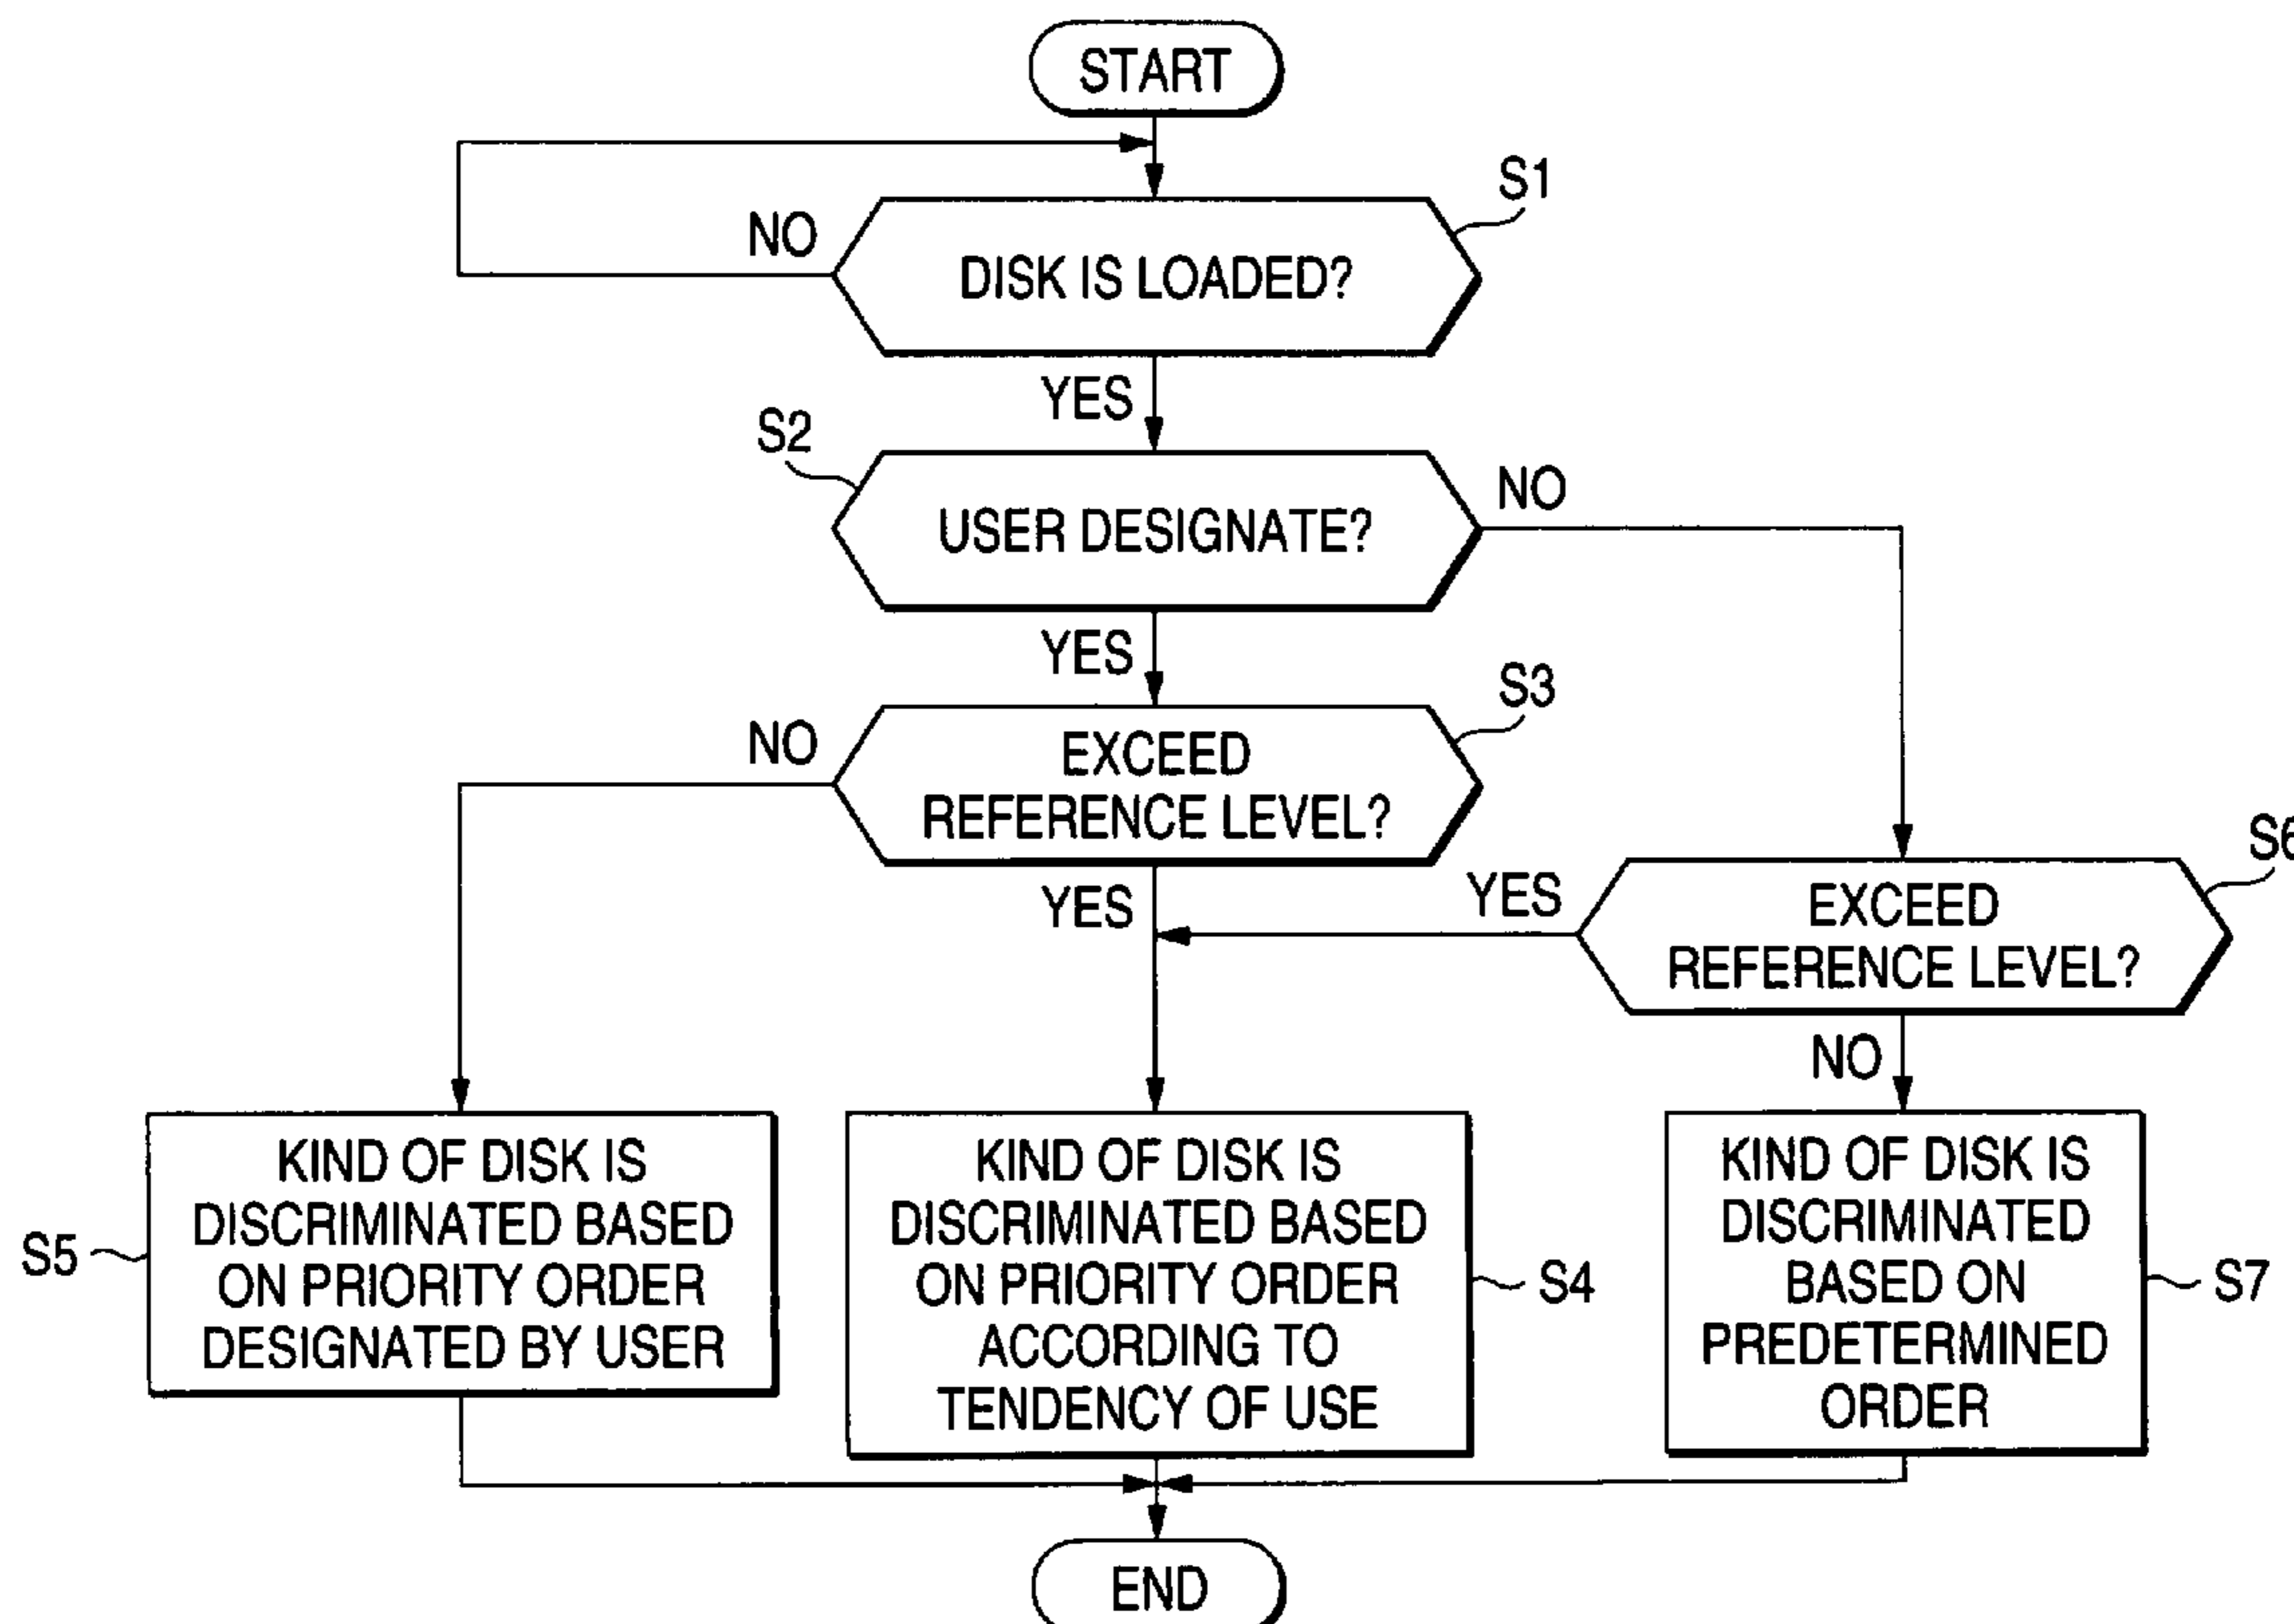 START
S1
NO
DISK IS LOADED?
YES
S2
NO
USER DESIGNATE?
YES
S3
NO
EXCEED
REFERENCE LEVEL?
S6
YES
YES
EXCEED
REFERENCE LEVEL?
NO
KIND OF DISK IS
DISCRIMINATED BASED
ON PRIORITY ORDER
DESIGNATED BY USER
S5
KIND OF DISK IS
DISCRIMINATED BASED
ON PRIORITY ORDER
ACCORDING TO
TENDENCY OF USE
S4
KIND OF DISK IS
DISCRIMINATED
BASED ON
PREDETERMINED
ORDER
S7
END